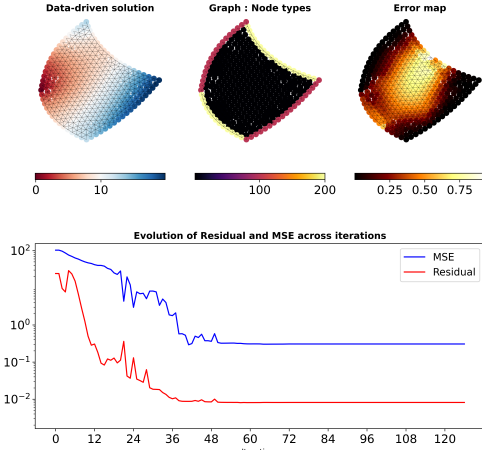 Data-driven solution Graph : Node types Error map
0 10 100 200 0.25 0.50 0.75
Evolution of Residual and MSE across iterations
10² 
MSE
Residual
10⁰
10⁻¹
10⁻²
0 12 24 36 48 60 72 84 96 108 120